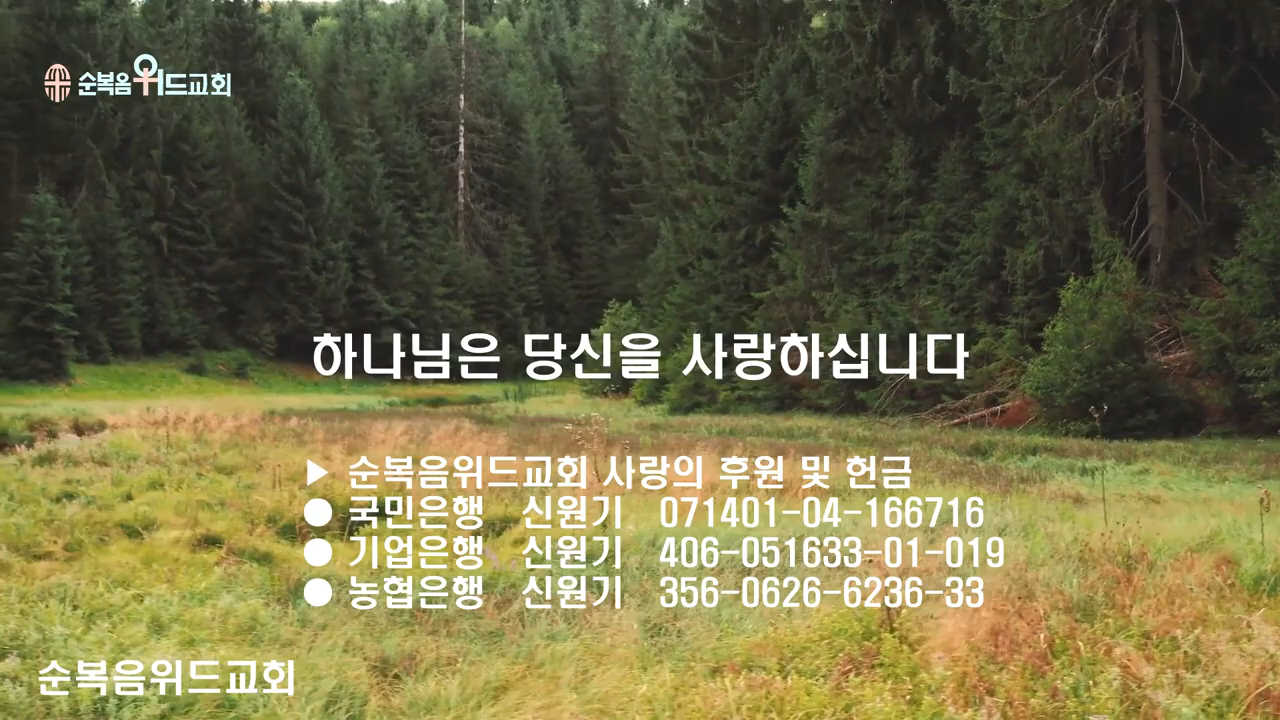 순복음위드교회
하나님은 당신을 사랑하십니다
▶ 순복음위드교회 사랑의 후원 및 헌금
● 국민은행 신원기 071401-04-166716
● 기업은행 신원기 406-051633-01-019
● 농협은행 신원기 356-0626-6236-33
순복음위드교회